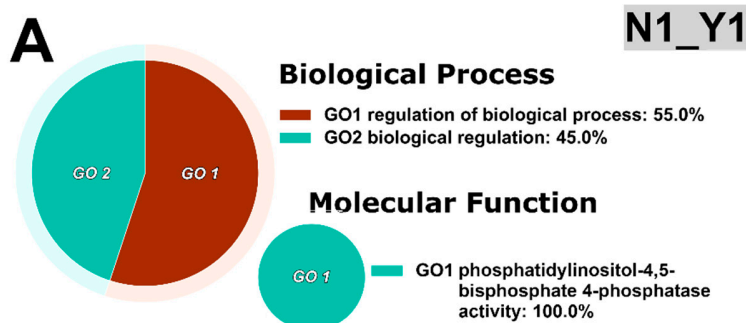 A
N1_Y1
Biological Process
GO1 regulation of biological process: 55.0%
GO2 biological regulation: 45.0%
GO 2
GO 1
Molecular Function
GO 1
GO1 phosphatidylinositol-4,5-
bisphosphate 4-phosphatase
activity: 100.0%